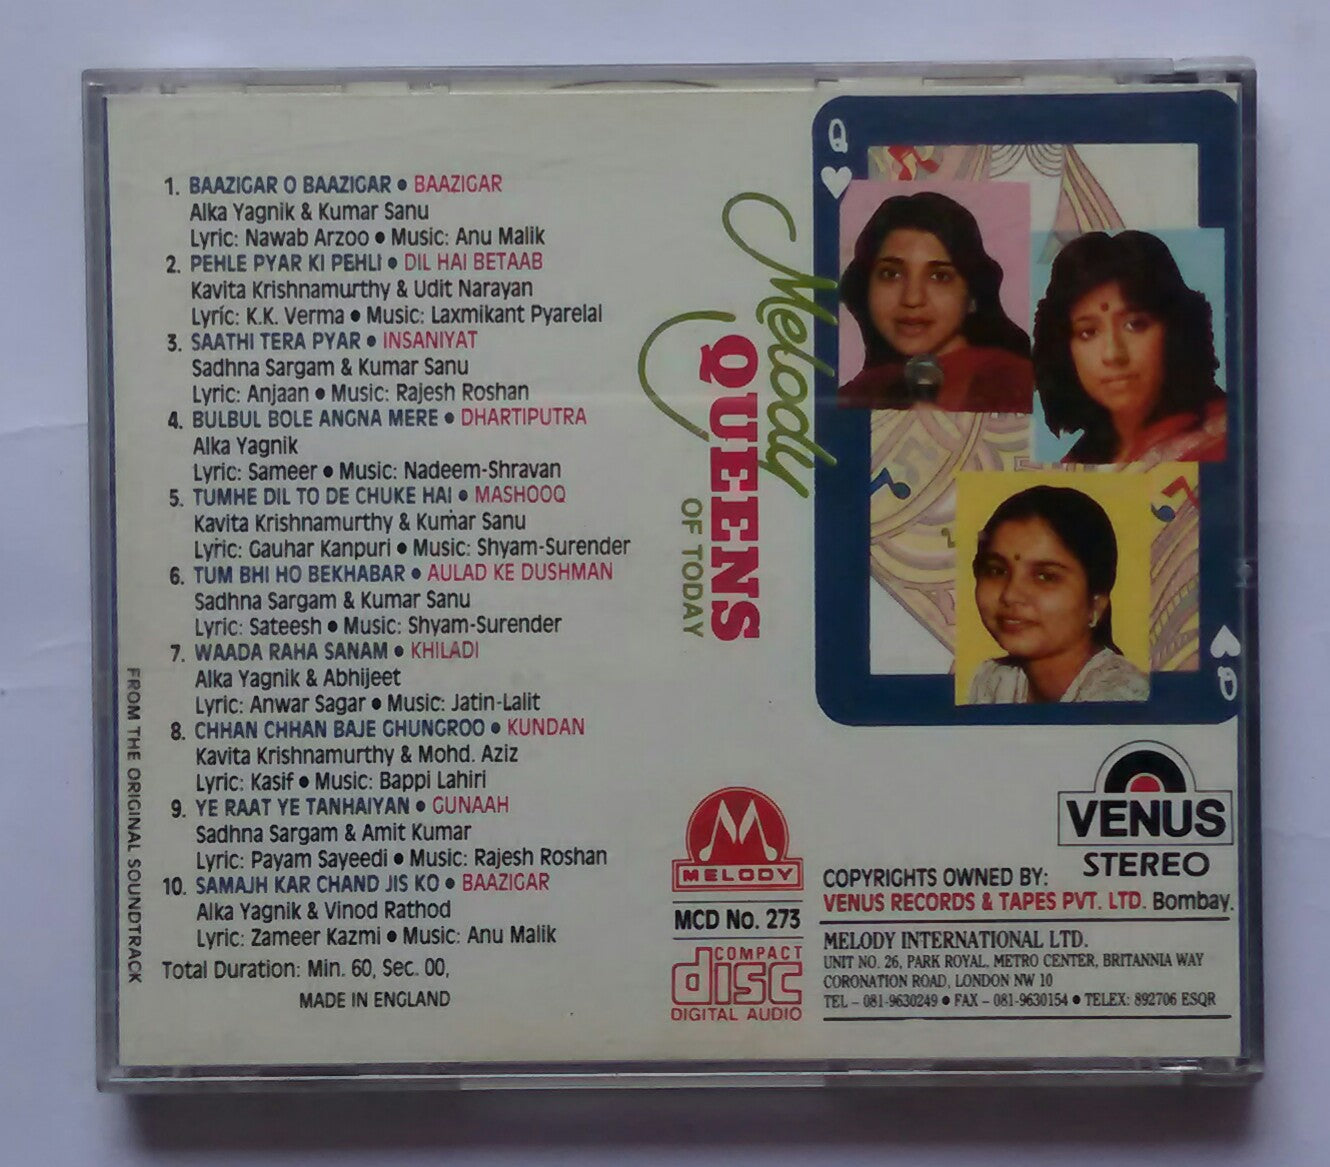 1. BAAZIGAR O BAAZIGAR • BAAZIGAR
Alka Yagnik & Kumar Sanu
Lyric: Nawab Arzoo • Music: Anu Malik
2. PEHLE PYAR KI PEHLI • DIL HAI BETAAB
Kavita Krishnamurthy & Udit Narayan
Lyric: K.K. Verma • Music: Laxmikant Pyarelal
3. SAATHI TERA PYAR • INSANIYAT
Sadhna Sargam & Kumar Sanu
Lyric: Anjaan • Music: Rajesh Roshan
4. BULBUL BOLE ANGNA MERE • DHARTIPUTRA
Alka Yagnik
Lyric: Sameer • Music: Nadeem-Shravan
5. TUMHE DIL TO DE CHUKE HAI • MASHOOQ
Kavita Krishnamurthy & Kumar Sanu
Lyric: Gauhar Kanpuri • Music: Shyam-Surender
6. TUM BHI HO BEKHABAR • AULAD KE DUSHMAN
Sadhna Sargam & Kumar Sanu
Lyric: Sateesh • Music: Shyam-Surender
7. WAADA RAHA SANAM • KHILADI
Alka Yagnik & Abhijeet
Lyric: Anwar Sagar • Music: Jatin-Lalit
8. CHHAN CHHAN BAJE GHUNGROO • KUNDAN
Kavita Krishnamurthy & Mohd. Aziz
Lyric: Kasif • Music: Bappi Lahiri
9. YE RAAT YE TANHAIYAN • GUNAAH
Sadhna Sargam & Amit Kumar
Lyric: Payam Sayeedi • Music: Rajesh Roshan
10. SAMAJH KAR CHAND JIS KO • BAAZIGAR
Alka Yagnik & Vinod Rathod
Lyric: Zameer Kazmi • Music: Anu Malik
Total Duration: Min. 60, Sec. 00,
MADE IN ENGLAND
FROM THE ORIGINAL SOUNDTRACK
Melody
QUEENS
OF TODAY
Q
Q
MELODY
MCD No. 273
COMPACT
disc
DIGITAL AUDIO
VENUS
STEREO
COPYRIGHTS OWNED BY:
VENUS RECORDS & TAPES PVT. LTD. Bombay.
MELODY INTERNATIONAL LTD.
UNIT NO. 26, PARK ROYAL, METRO CENTER, BRITANNIA WAY
CORONATION ROAD, LONDON NW 10
TEL – 081-9630249 • FAX – 081-9630154 • TELEX: 892706 ESQR